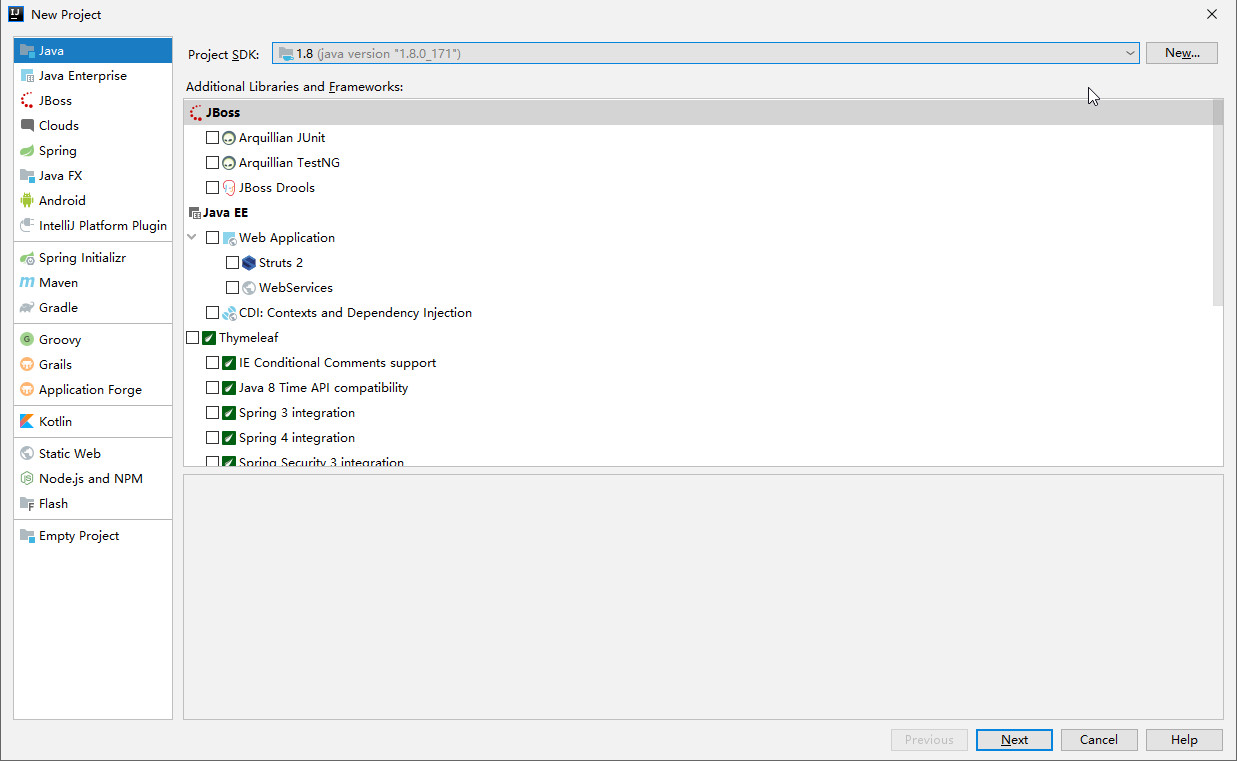 New Project
Java
Java Enterprise
JBoss
Clouds
Spring
Java FX
Android
IntelliJ Platform Plugin
Spring Initializr
Maven
Gradle
Groovy
Grails
Application Forge
Kotlin
Static Web
Node.js and NPM
Flash
Empty Project
Project SDK: 1.8 (java version "1.8.0_171") New...
Additional Libraries and Frameworks:
JBoss
Arquillian JUnit
Arquillian TestNG
JBoss Drools
Java EE
Web Application
Struts 2
WebServices
CDI: Contexts and Dependency Injection
Thymeleaf
IE Conditional Comments support
Java 8 Time API compatibility
Spring 3 integration
Spring 4 integration
Spring Security 3 integration
Previous Next Cancel Help